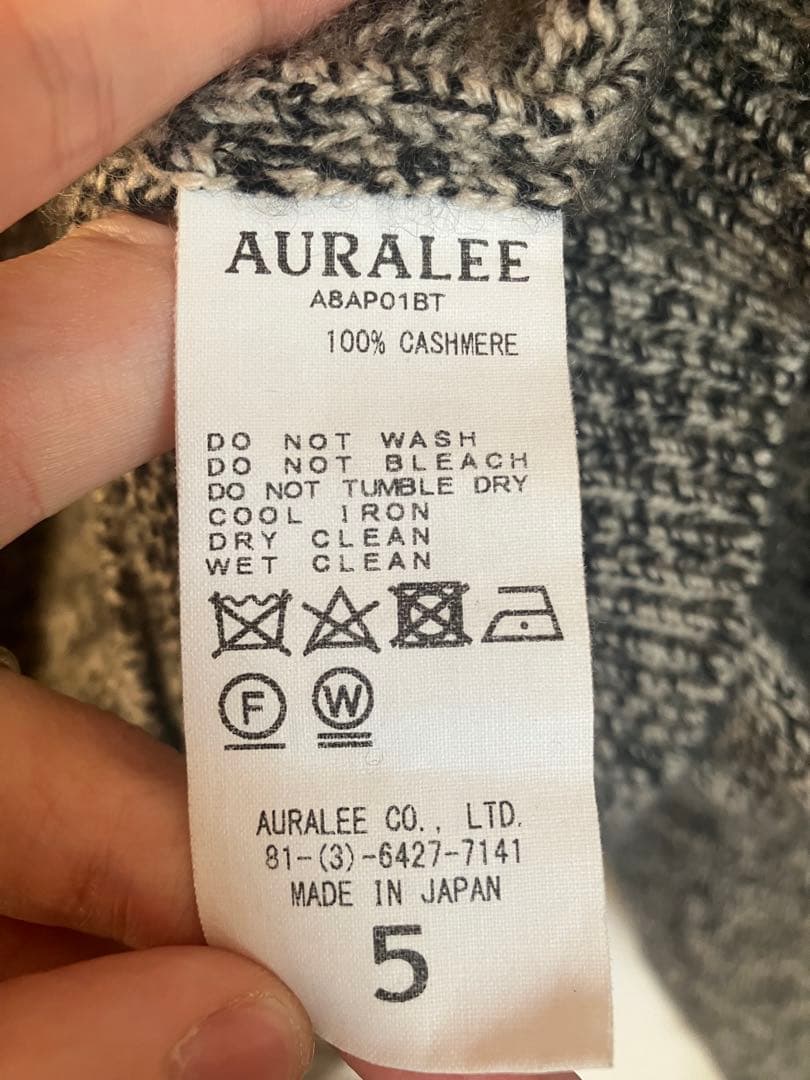 AURALEE
A8AP01BT
100% CASHMERE
DO NOT WASH
DO NOT BLEACH
DO NOT TUMBLE DRY
COOL IRON
DRY CLEAN
WET CLEAN
F W
AURALEE CO., LTD.
81-(3)-6427-7141
MADE IN JAPAN
5